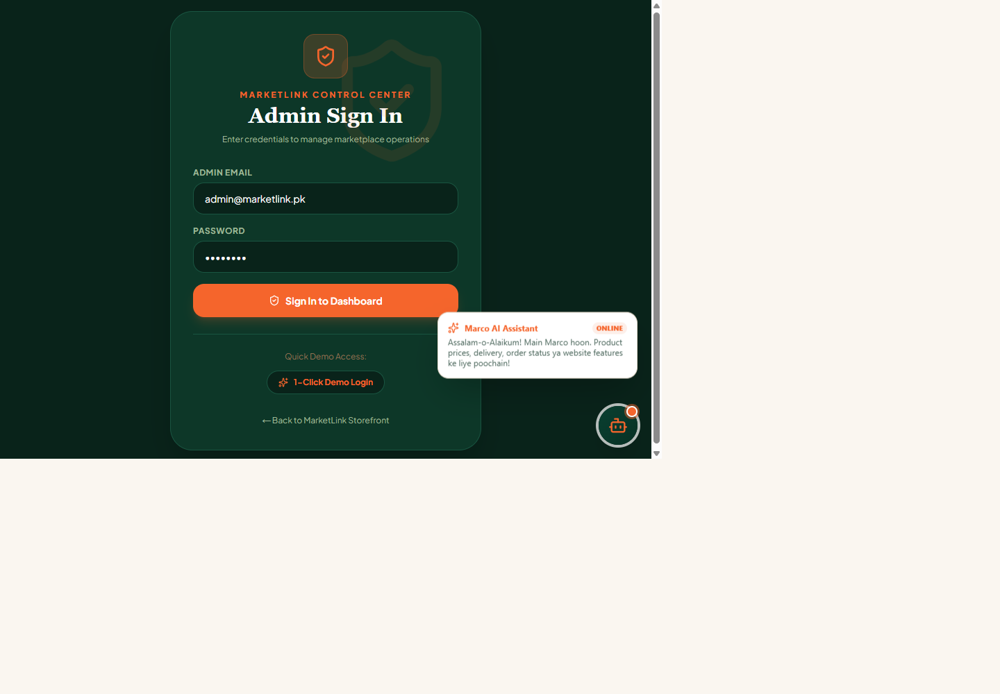 MARKETLINK CONTROL CENTER
Admin Sign In
Enter credentials to manage marketplace operations
ADMIN EMAIL
admin@marketlink.pk
PASSWORD
••••••••
Sign In to Dashboard
Marco AI Assistant
ONLINE
Assalam-o-Alaikum! Main Marco hoon. Product
prices, delivery, order status ya website features
ke liye poochain!
Quick Demo Access:
1-Click Demo Login
← Back to MarketLink Storefront